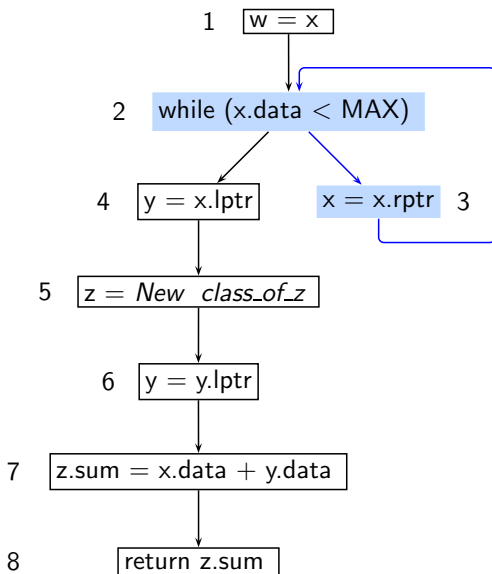 1 w = x
2 while (x.data < MAX)
4 y = x.lptr
x = x.rptr 3
5 z = New class_of_z
6 y = y.lptr
7 z.sum = x.data + y.data
8 return z.sum